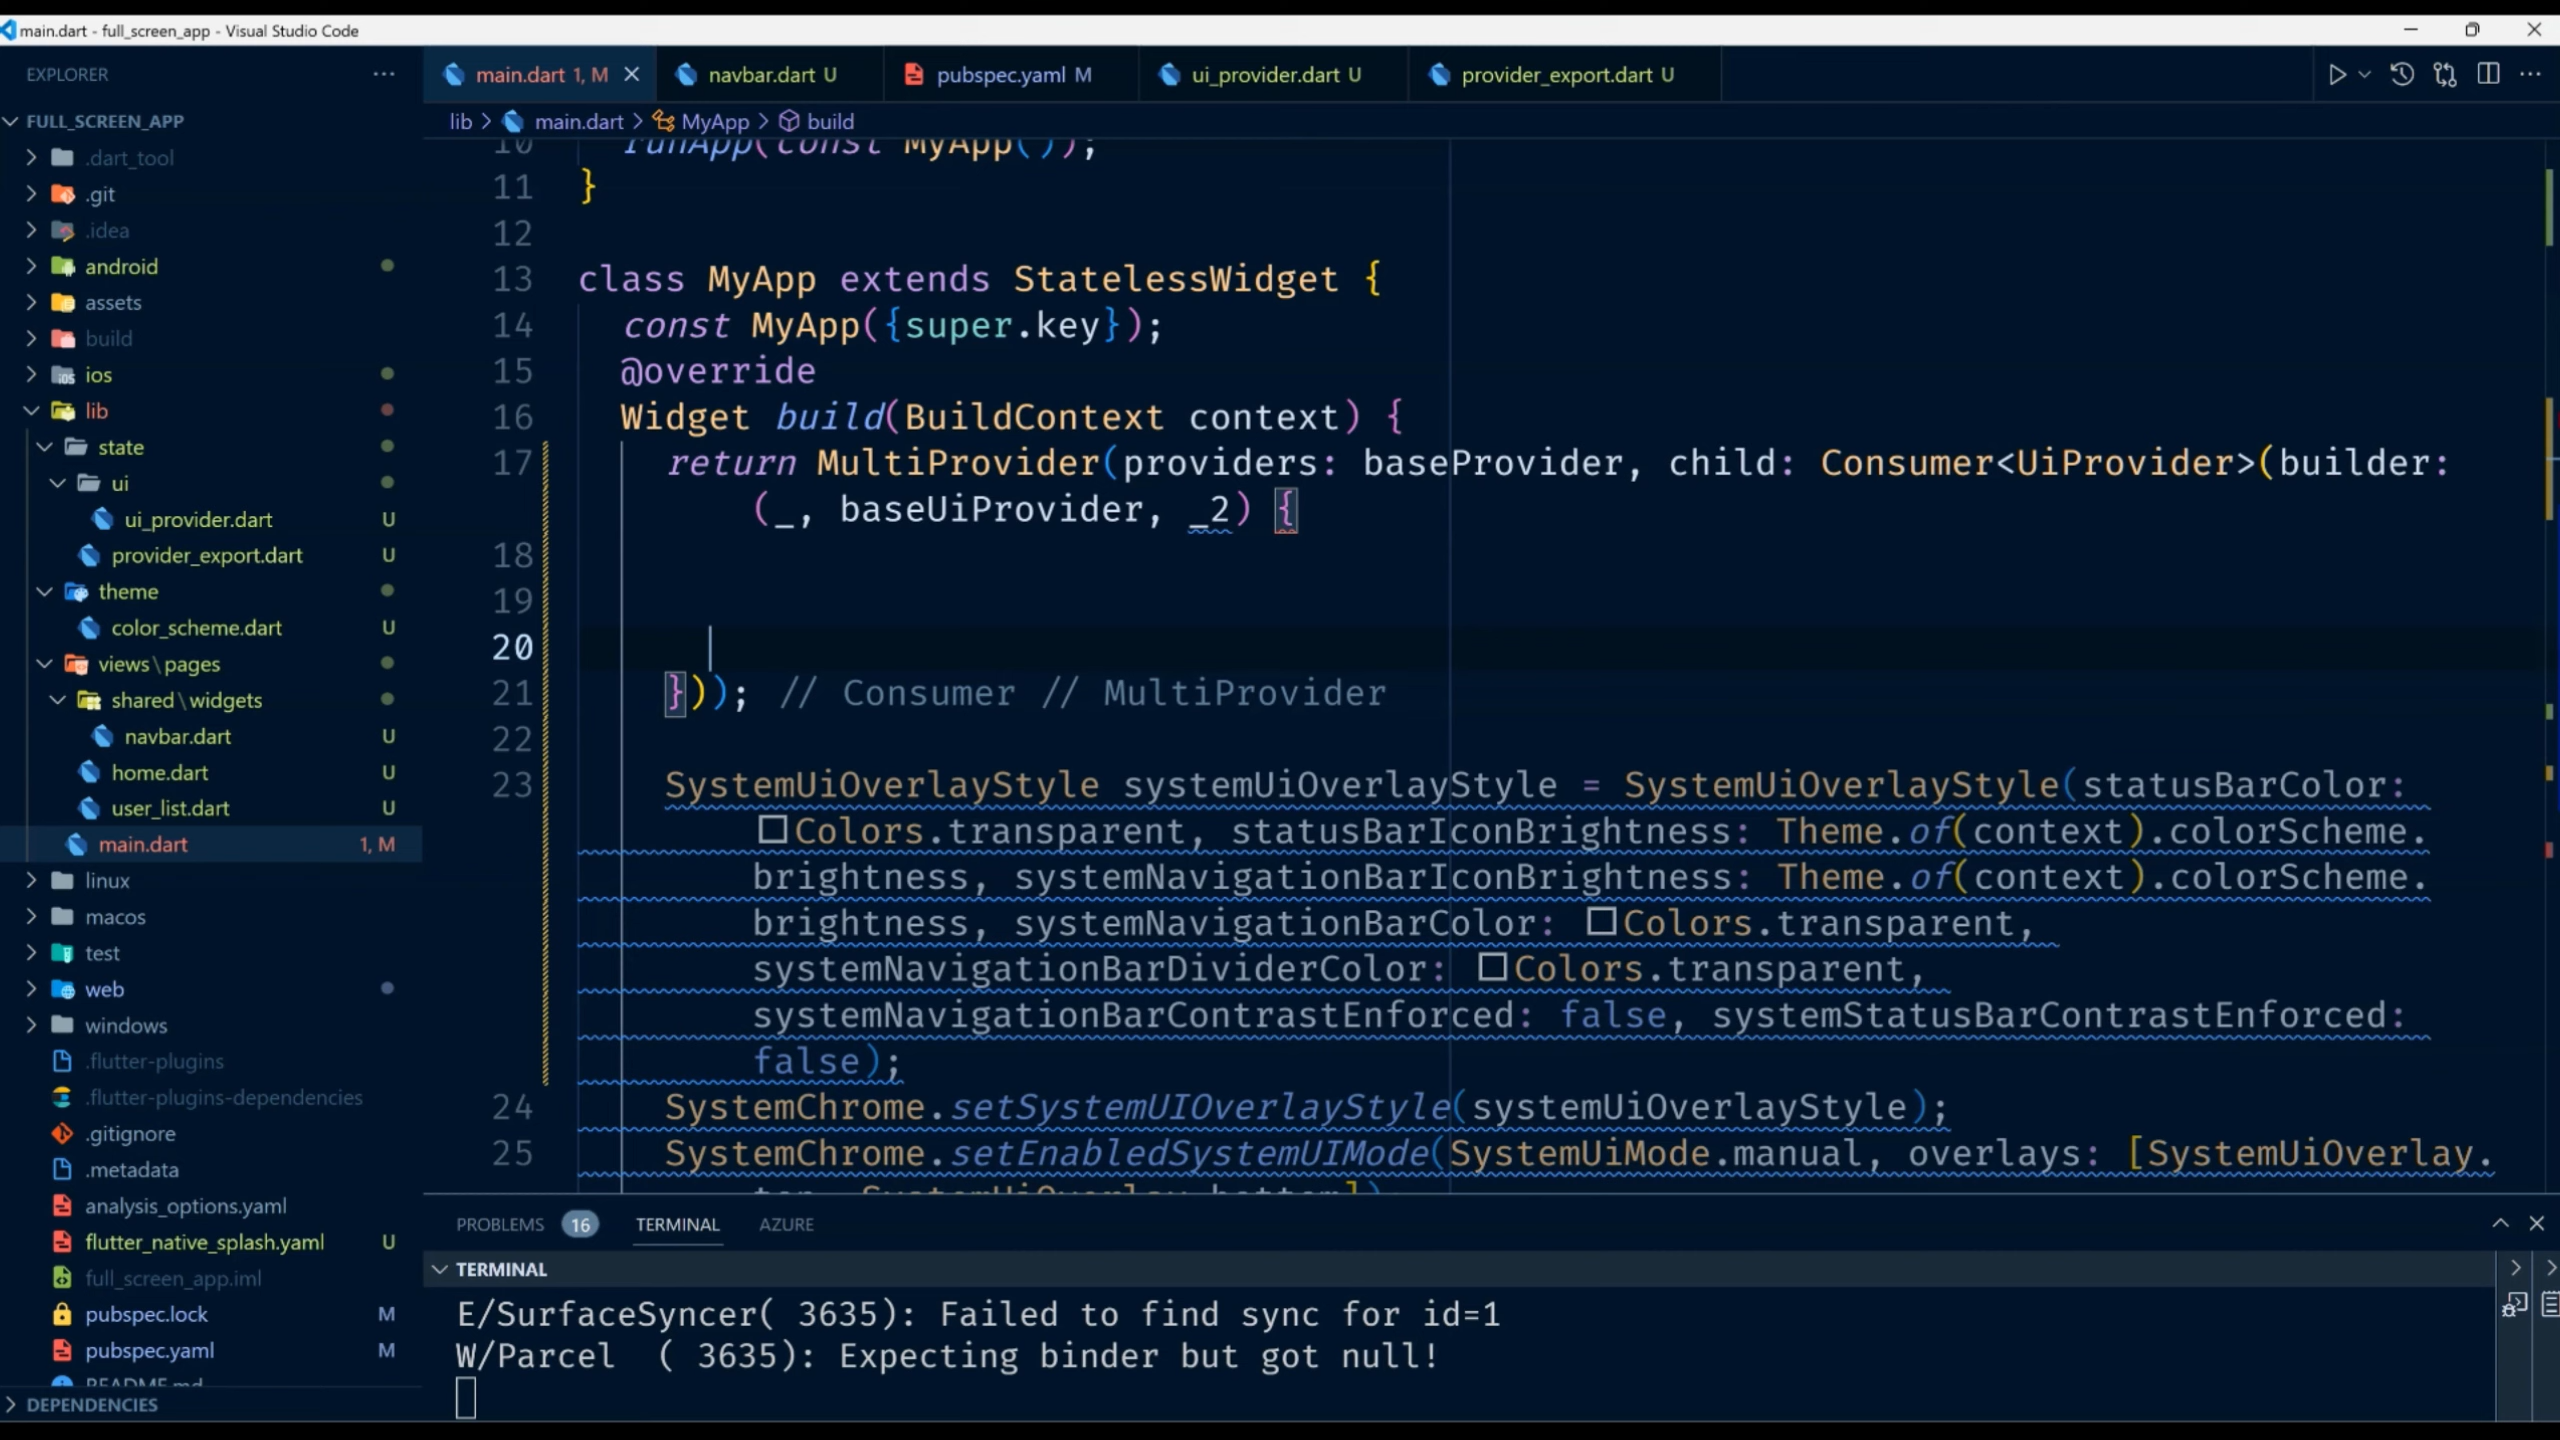 main.dart - full_screen_app - Visual Studio Code
EXPLORER
main.dart 1, M
navbar.dart U
pubspec.yaml M
ui_provider.dart U
provider_export.dart U
FULL_SCREEN_APP
.dart_tool
.git
.idea
android
assets
build
ios
lib
state
ui
ui_provider.dart U
provider_export.dart U
theme
color_scheme.dart U
views\pages
shared\widgets
navbar.dart U
home.dart U
user_list.dart U
main.dart 1, M
linux
macos
test
web
windows
.flutter-plugins
.flutter-plugins-dependencies
.gitignore
.metadata
analysis_options.yaml
flutter_native_splash.yaml U
full_screen_app.iml
pubspec.lock M
pubspec.yaml M
README.md
DEPENDENCIES
lib > main.dart > MyApp > build
10 runApp(const MyApp());
11 }
12
13 class MyApp extends StatelessWidget {
14 const MyApp({super.key});
15 @override
16 Widget build(BuildContext context) {
17 return MultiProvider(providers: baseProvider, child: Consumer<UiProvider>(builder:
(_, baseUiProvider, _2) {
18
19
20
21 })); // Consumer // MultiProvider
22
23 SystemUiOverlayStyle systemUiOverlayStyle = SystemUiOverlayStyle(statusBarColor:
Colors.transparent, statusBarIconBrightness: Theme.of(context).colorScheme.
brightness, systemNavigationBarIconBrightness: Theme.of(context).colorScheme.
brightness, systemNavigationBarColor: Colors.transparent,
systemNavigationBarDividerColor: Colors.transparent,
systemNavigationBarContrastEnforced: false, systemStatusBarContrastEnforced:
false);
24 SystemChrome.setSystemUIOverlayStyle(systemUiOverlayStyle);
25 SystemChrome.setEnabledSystemUIMode(SystemUiMode.manual, overlays: [SystemUiOverlay.
top, SystemUiOverlay.bottom]);
PROBLEMS 16 TERMINAL AZURE
TERMINAL
E/SurfaceSyncer( 3635): Failed to find sync for id=1
W/Parcel  ( 3635): Expecting binder but got null!